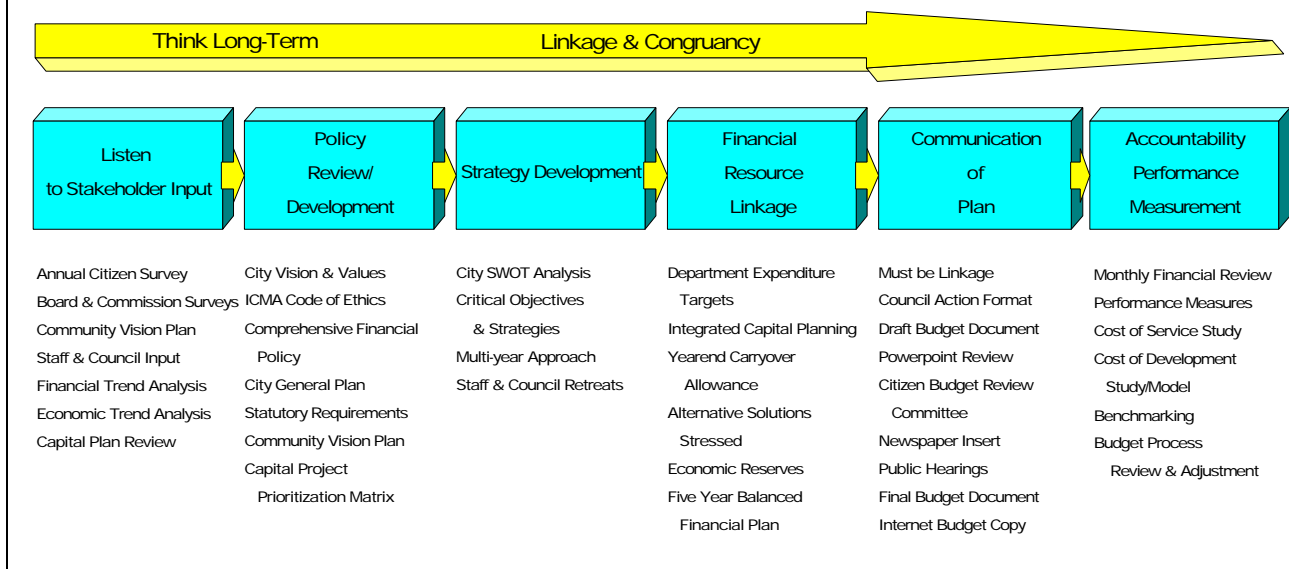 Think Long-Term
Linkage & Congruancy
Listen
to Stakeholder Input
Policy
Review/
Development
Strategy Development
Financial
Resource
Linkage
Communication
of
Plan
Accountability
Performance
Measurement
Annual Citizen Survey
Board & Commission Surveys
Community Vision Plan
Staff & Council Input
Financial Trend Analysis
Economic Trend Analysis
Capital Plan Review
City Vision & Values
ICMA Code of Ethics
Comprehensive Financial
Policy
City General Plan
Statutory Requirements
Community Vision Plan
Capital Project
Prioritization Matrix
City SWOT Analysis
Critical Objectives
& Strategies
Multi-year Approach
Staff & Council Retreats
Department Expenditure
Targets
Integrated Capital Planning
Yearend Carryover
Allowance
Alternative Solutions
Stressed
Economic Reserves
Five Year Balanced
Financial Plan
Must be Linkage
Council Action Format
Draft Budget Document
Powerpoint Review
Citizen Budget Review
Committee
Newspaper Insert
Public Hearings
Final Budget Document
Internet Budget Copy
Monthly Financial Review
Performance Measures
Cost of Service Study
Cost of Development
Study/Model
Benchmarking
Budget Process
Review & Adjustment